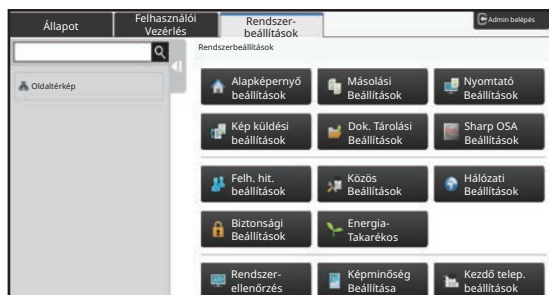 Állapot
Felhasználói
Vezérlés
Rendszer-
beállítások
Admin belépés
Rendszerbeállítások
Oldaltérkép
Alapképernyő
beállítások
Másolási
Beállítások
Nyomtató
Beállítások
Kép küldési
beállítások
Dok. Tárolási
Beállítások
Sharp OSA
Beállítások
Felh. hit.
beállítások
Közös
Beállítások
Hálózati
Beállítások
Biztonsági
Beállítások
Energia-
Takarékos
Rendszer-
ellenőrzés
Képminőség
Beállítása
Kezdő telep.
beállítások